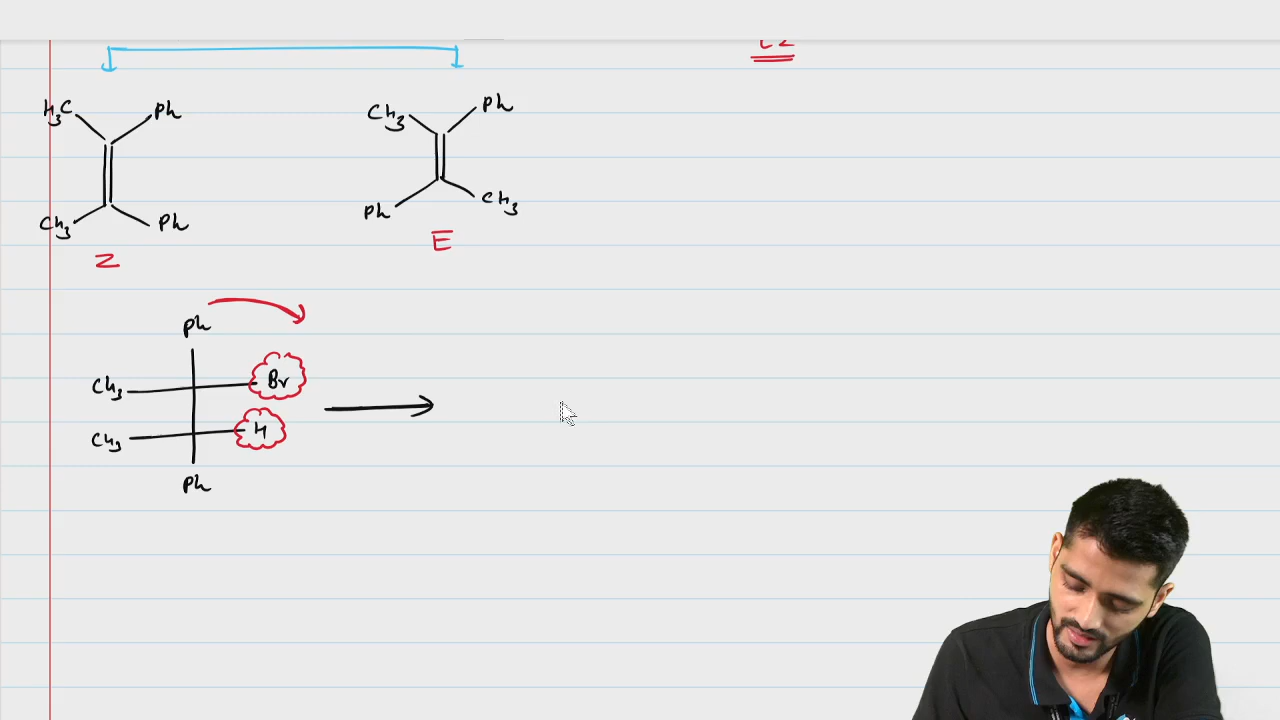 H3C Ph CH3 Ph
CH3 Ph Ph CH3
Z E
Ph
CH3 Br
CH3 H
Ph